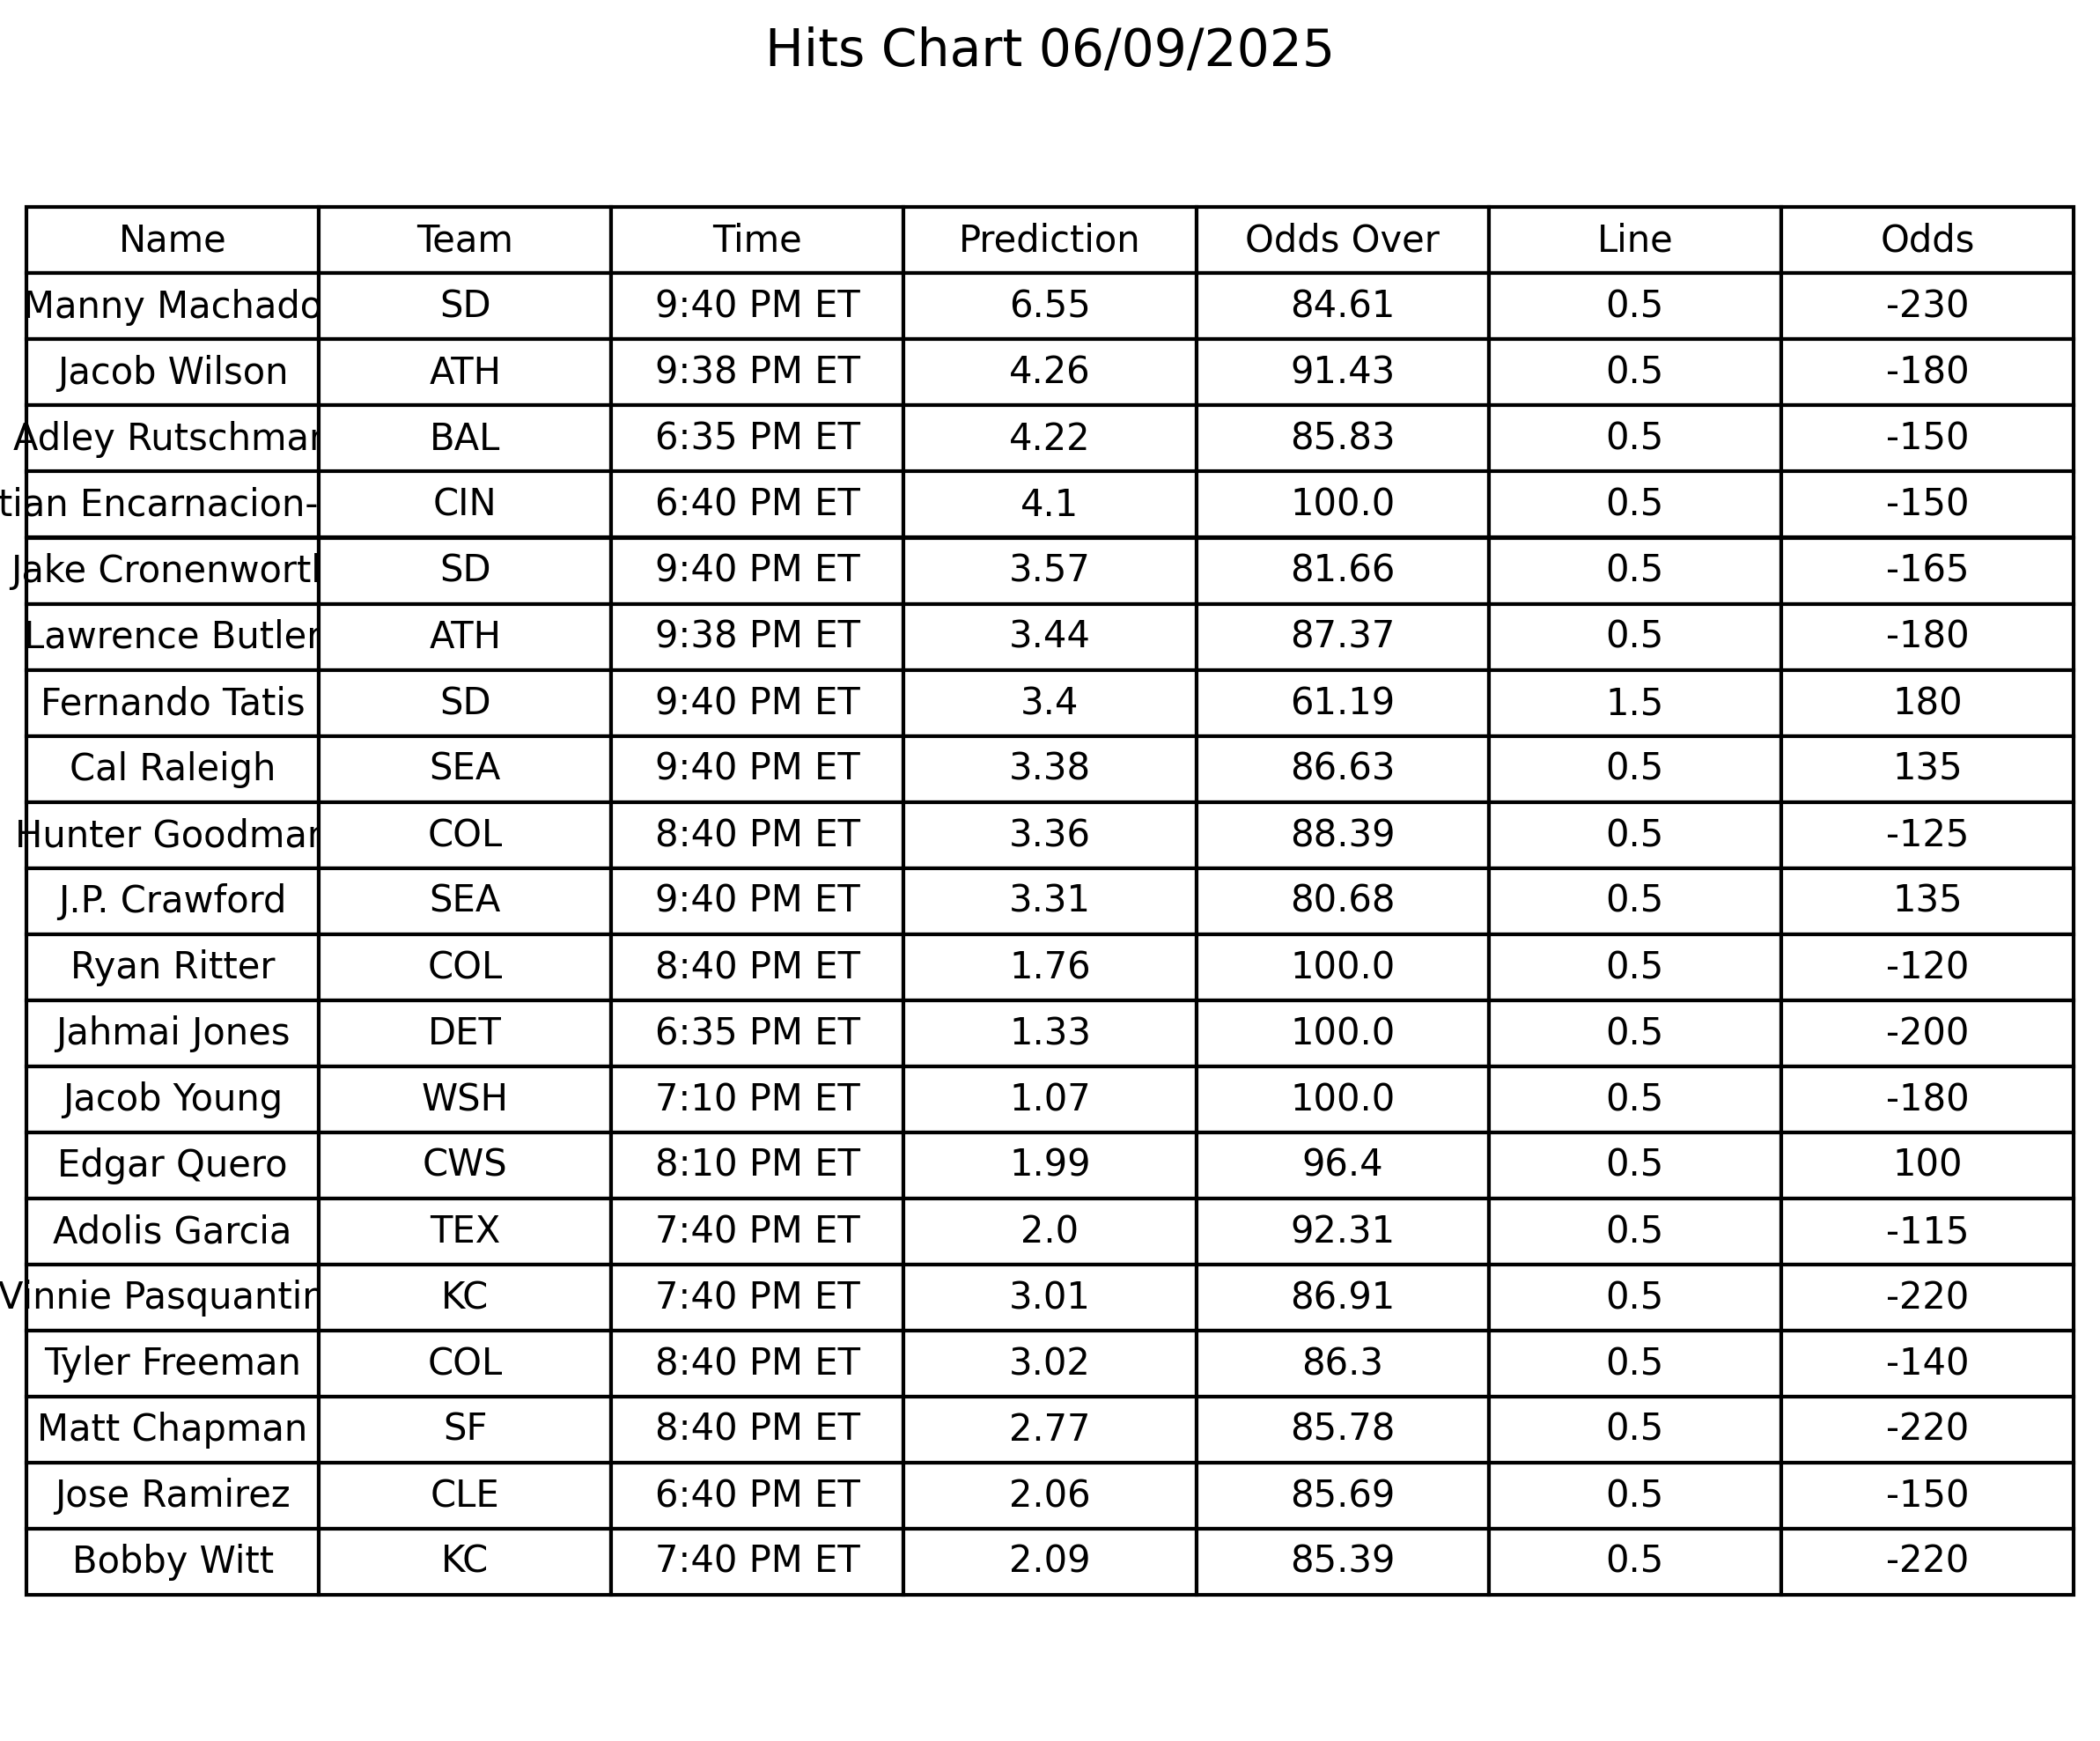 Hits Chart 06/09/2025
Name Team Time Prediction Odds Over Line Odds
Manny Machado SD 9:40 PM ET 6.55 84.61 0.5 -230
Jacob Wilson ATH 9:38 PM ET 4.26 91.43 0.5 -180
Adley Rutschman BAL 6:35 PM ET 4.22 85.83 0.5 -150
tian Encarnacion- CIN 6:40 PM ET 4.1 100.0 0.5 -150
Jake Cronenworth SD 9:40 PM ET 3.57 81.66 0.5 -165
Lawrence Butler ATH 9:38 PM ET 3.44 87.37 0.5 -180
Fernando Tatis SD 9:40 PM ET 3.4 61.19 1.5 180
Cal Raleigh SEA 9:40 PM ET 3.38 86.63 0.5 135
Hunter Goodman COL 8:40 PM ET 3.36 88.39 0.5 -125
J.P. Crawford SEA 9:40 PM ET 3.31 80.68 0.5 135
Ryan Ritter COL 8:40 PM ET 1.76 100.0 0.5 -120
Jahmai Jones DET 6:35 PM ET 1.33 100.0 0.5 -200
Jacob Young WSH 7:10 PM ET 1.07 100.0 0.5 -180
Edgar Quero CWS 8:10 PM ET 1.99 96.4 0.5 100
Adolis Garcia TEX 7:40 PM ET 2.0 92.31 0.5 -115
Vinnie Pasquantin KC 7:40 PM ET 3.01 86.91 0.5 -220
Tyler Freeman COL 8:40 PM ET 3.02 86.3 0.5 -140
Matt Chapman SF 8:40 PM ET 2.77 85.78 0.5 -220
Jose Ramirez CLE 6:40 PM ET 2.06 85.69 0.5 -150
Bobby Witt KC 7:40 PM ET 2.09 85.39 0.5 -220